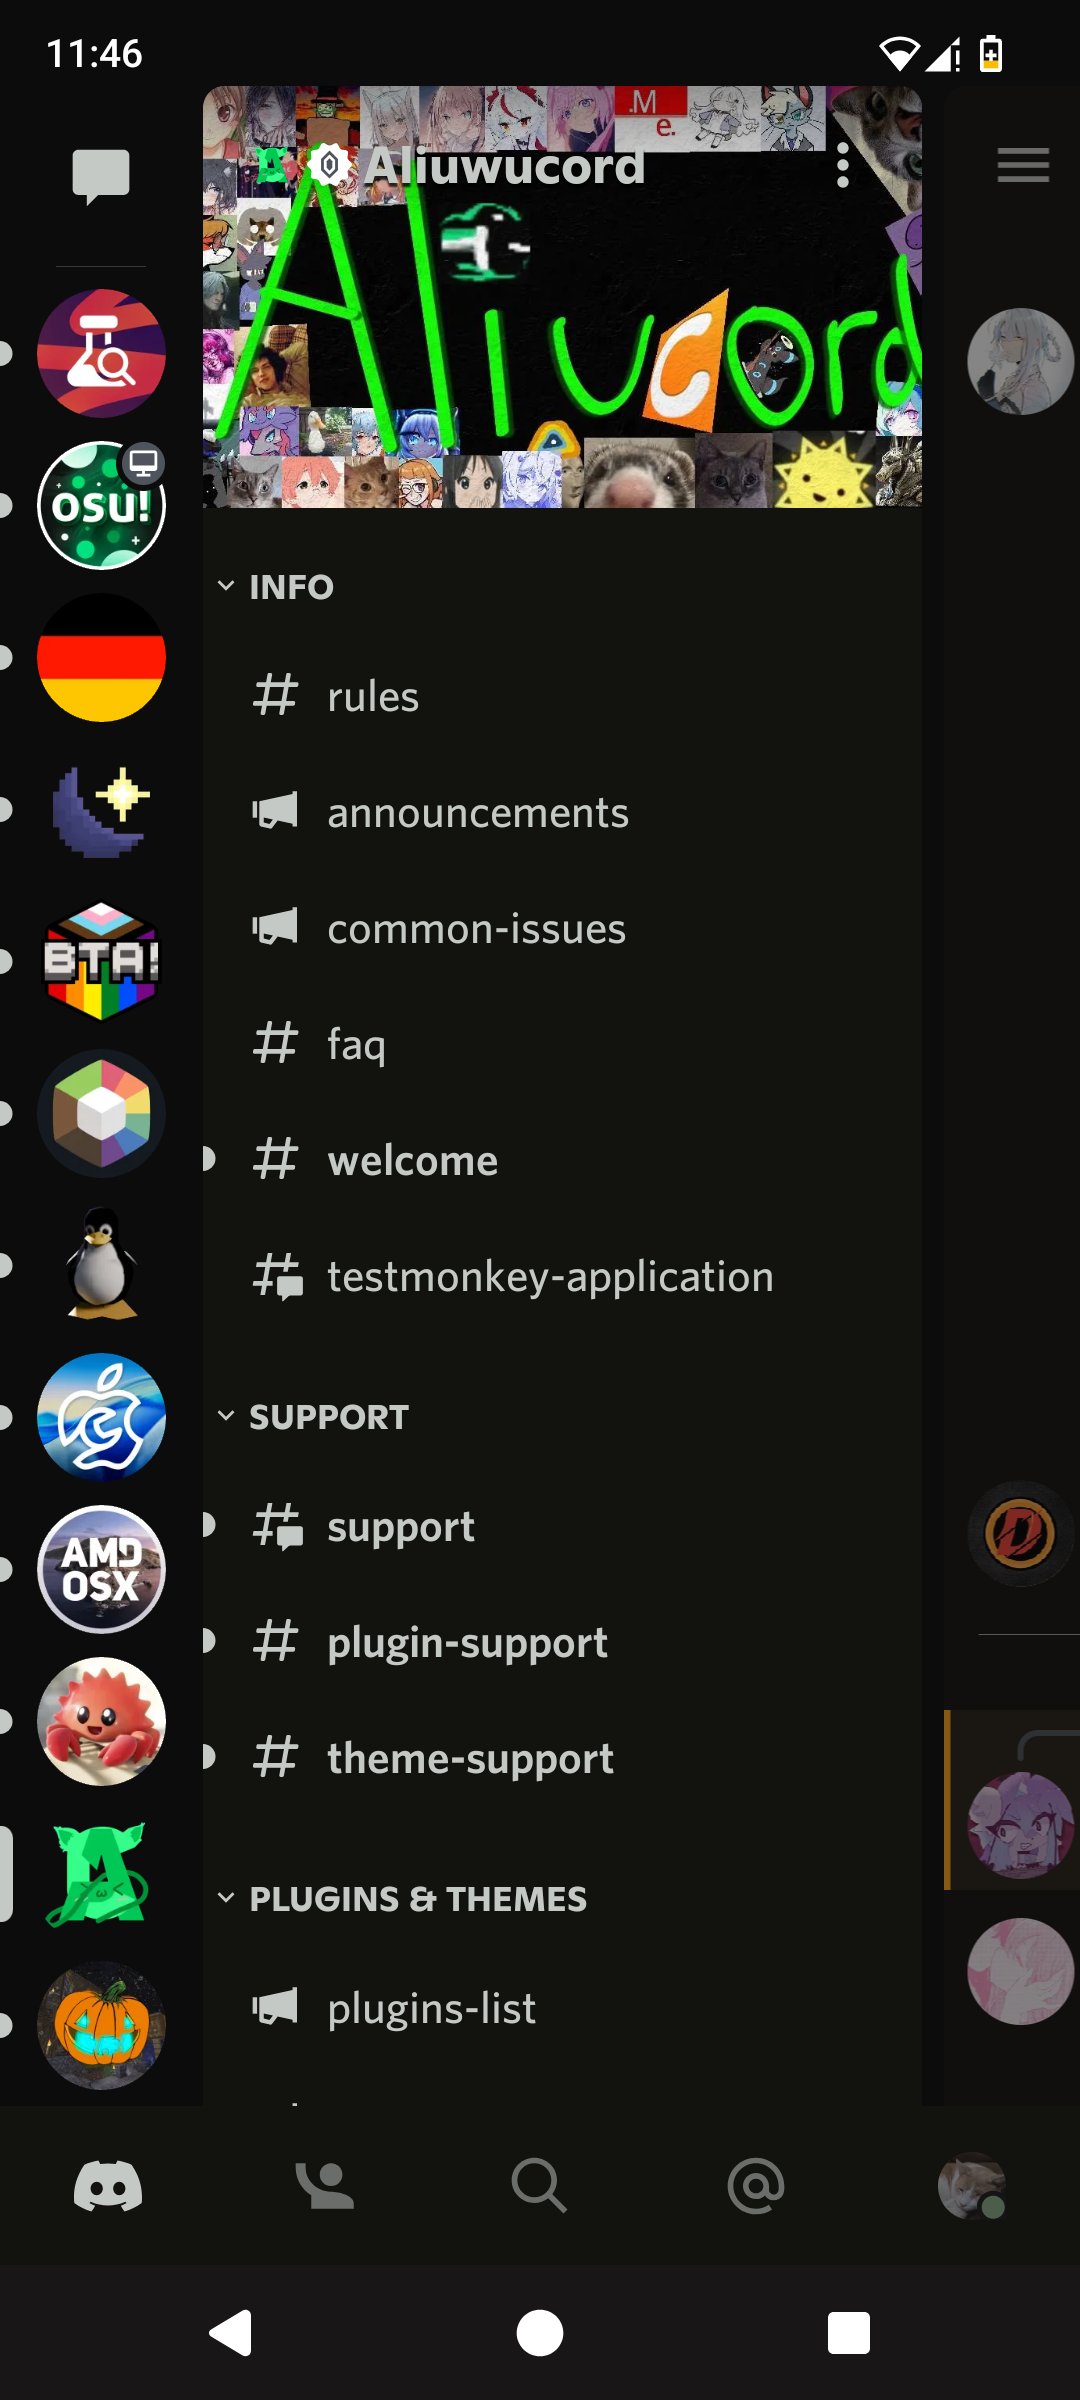 11:46
.M
e.
Aliuwucord
Aliucord
osu!
INFO
rules
announcements
common-issues
BTA!
faq
welcome
testmonkey-application
SUPPORT
support
AMD
OSX
plugin-support
theme-support
PLUGINS & THEMES
plugins-list